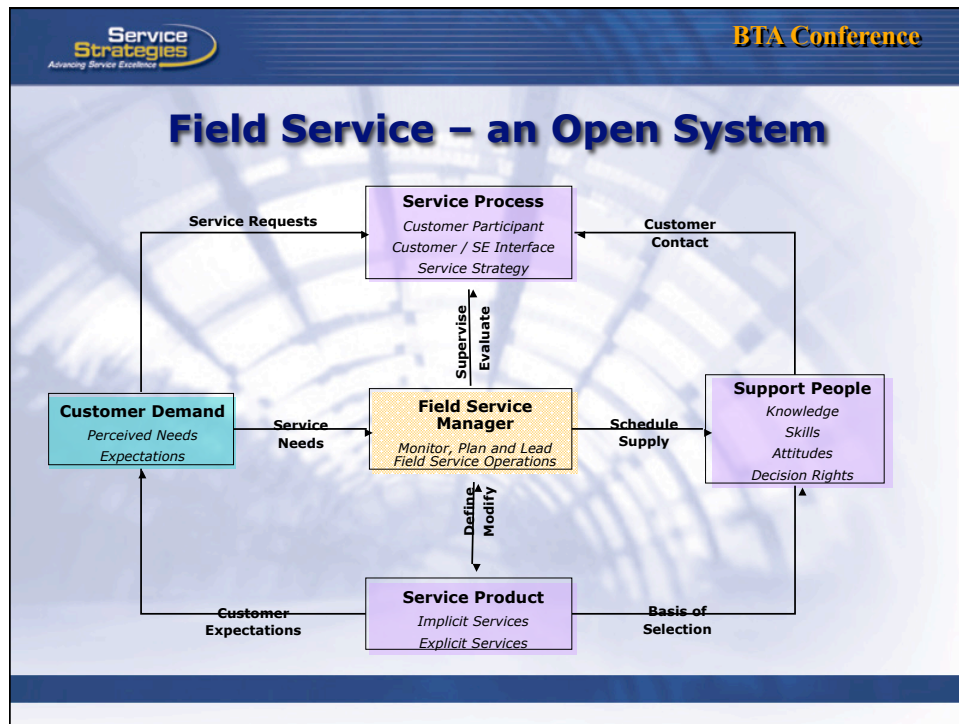 Service
Strategies
Advancing Service Excellence
BTA Conference
Field Service – an Open System
Service Process
Customer Participant
Customer / SE Interface
Service Strategy
Service Requests
Customer
Contact
Supervise
Evaluate
Customer Demand
Perceived Needs
Expectations
Service
Needs
Field Service
Manager
Monitor, Plan and Lead
Field Service Operations
Schedule
Supply
Support People
Knowledge
Skills
Attitudes
Decision Rights
Define
Modify
Service Product
Implicit Services
Explicit Services
Customer
Expectations
Basis of
Selection